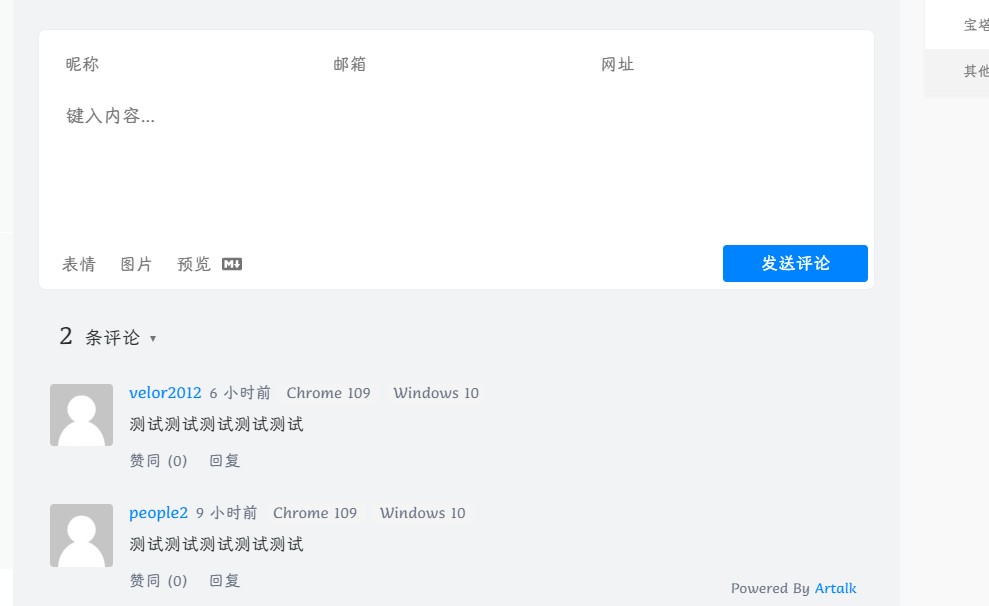 宝塔
其他
昵称 邮箱 网址
键入内容...
表情 图片 预览 M 发送评论
2 条评论 ▾
velor2012 6 小时前 Chrome 109 Windows 10
测试测试测试测试测试
赞同 (0) 回复
people2 9 小时前 Chrome 109 Windows 10
测试测试测试测试测试
赞同 (0) 回复
Powered By Artalk